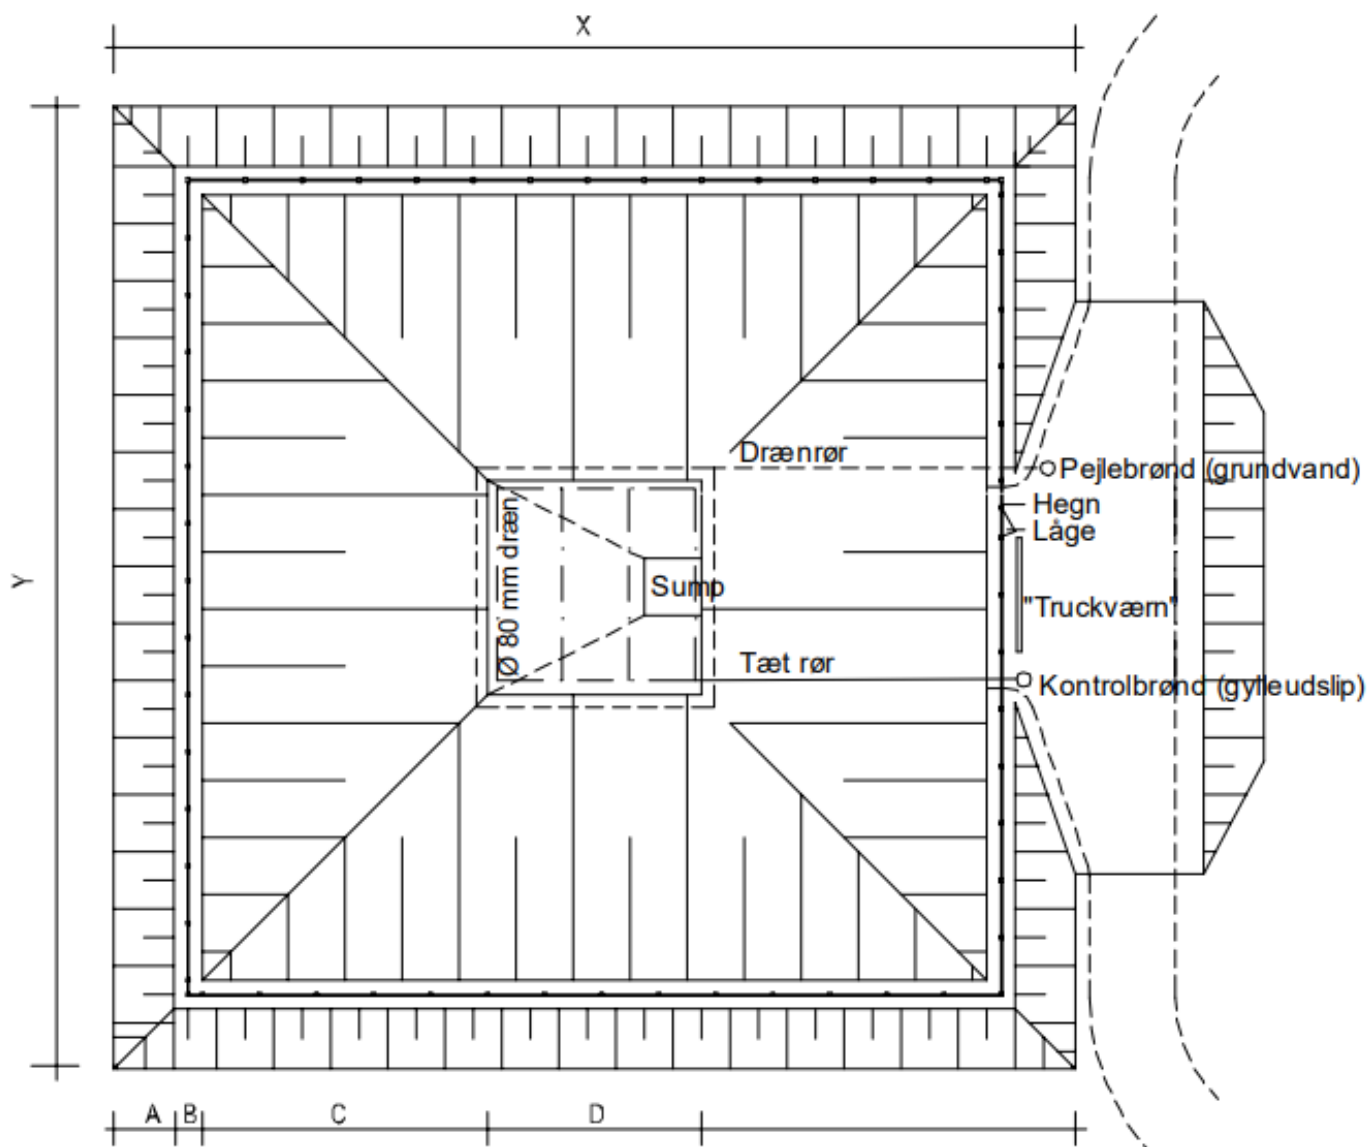 X
Y
Drænrør
Pejlebrønd (grundvand)
Hegn
Låge
Ø 80 mm dræn
Sump
"Truckværn"
Tæt rør
Kontrolbrønd (gylleudslip)
A B C D